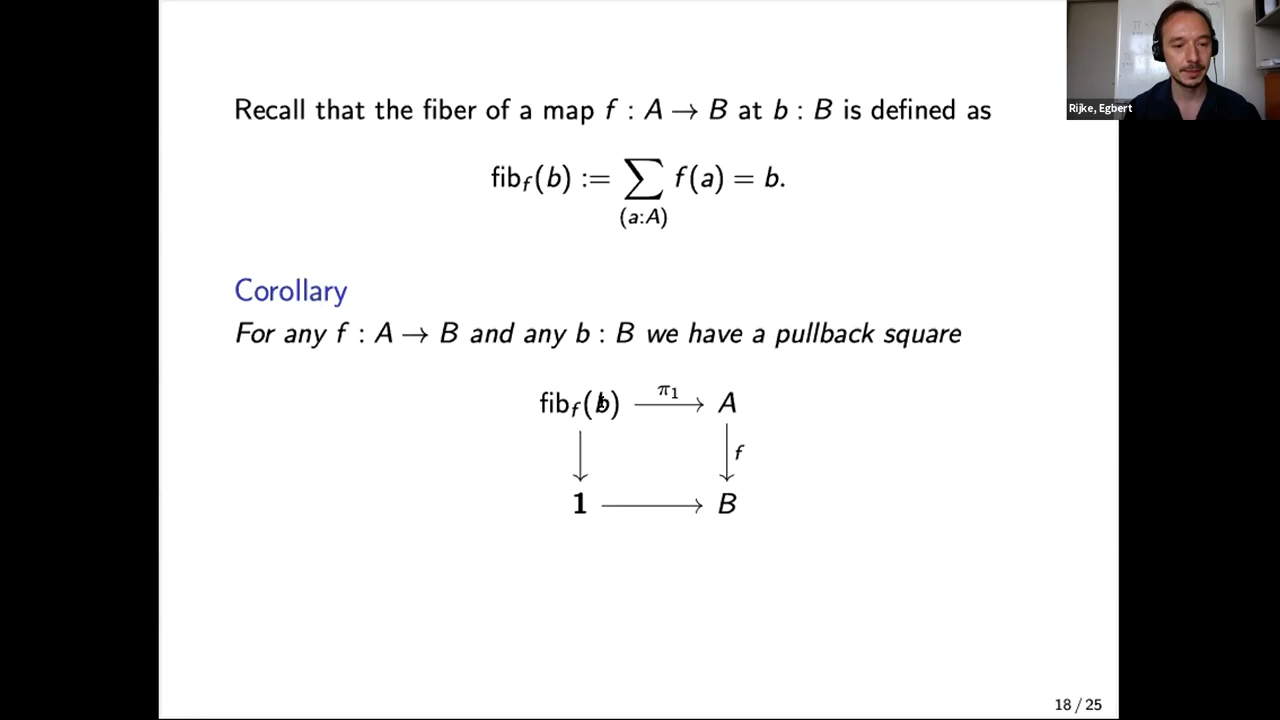 Recall that the fiber of a map f : A → B at b : B is defined as
fib_f(b) := ∑_(a:A) f(a) = b.
Corollary
For any f : A → B and any b : B we have a pullback square
fib_f(b) π₁ A
f
1 B
18 / 25
Rijke, Egbert